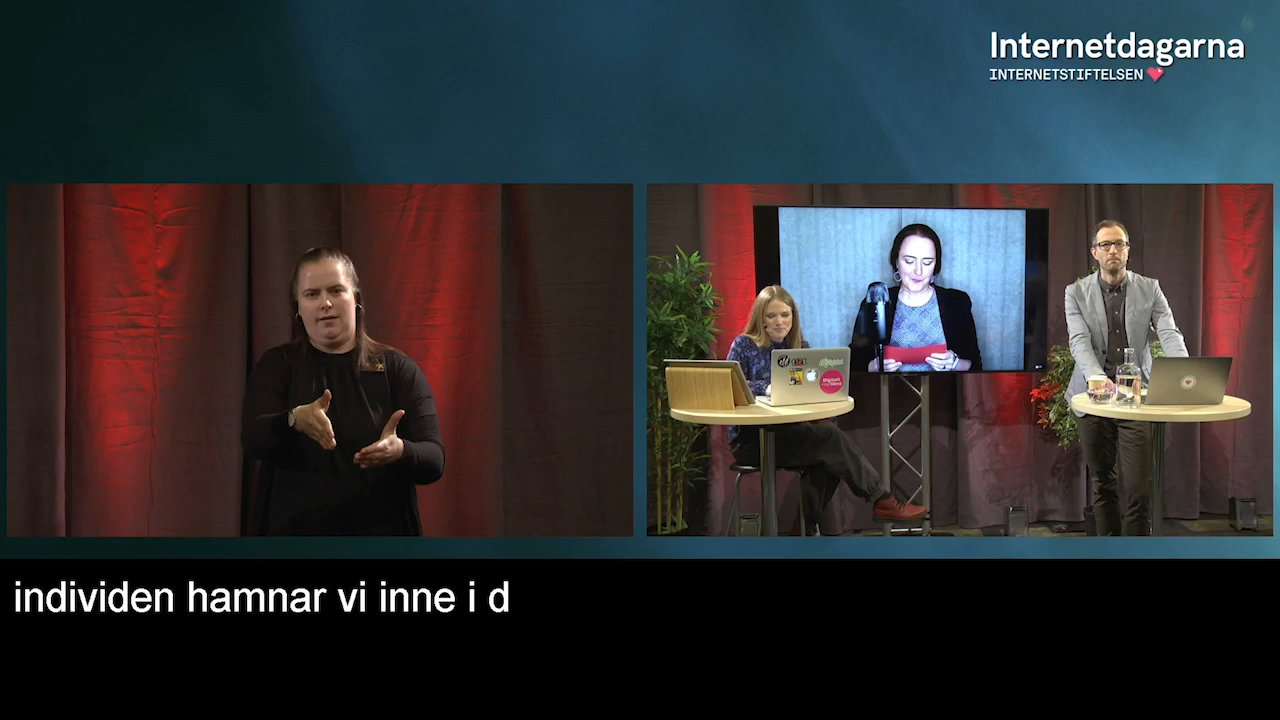 Internetdagarna
INTERNETSTIFTELSEN
individen hamnar vi inne i d